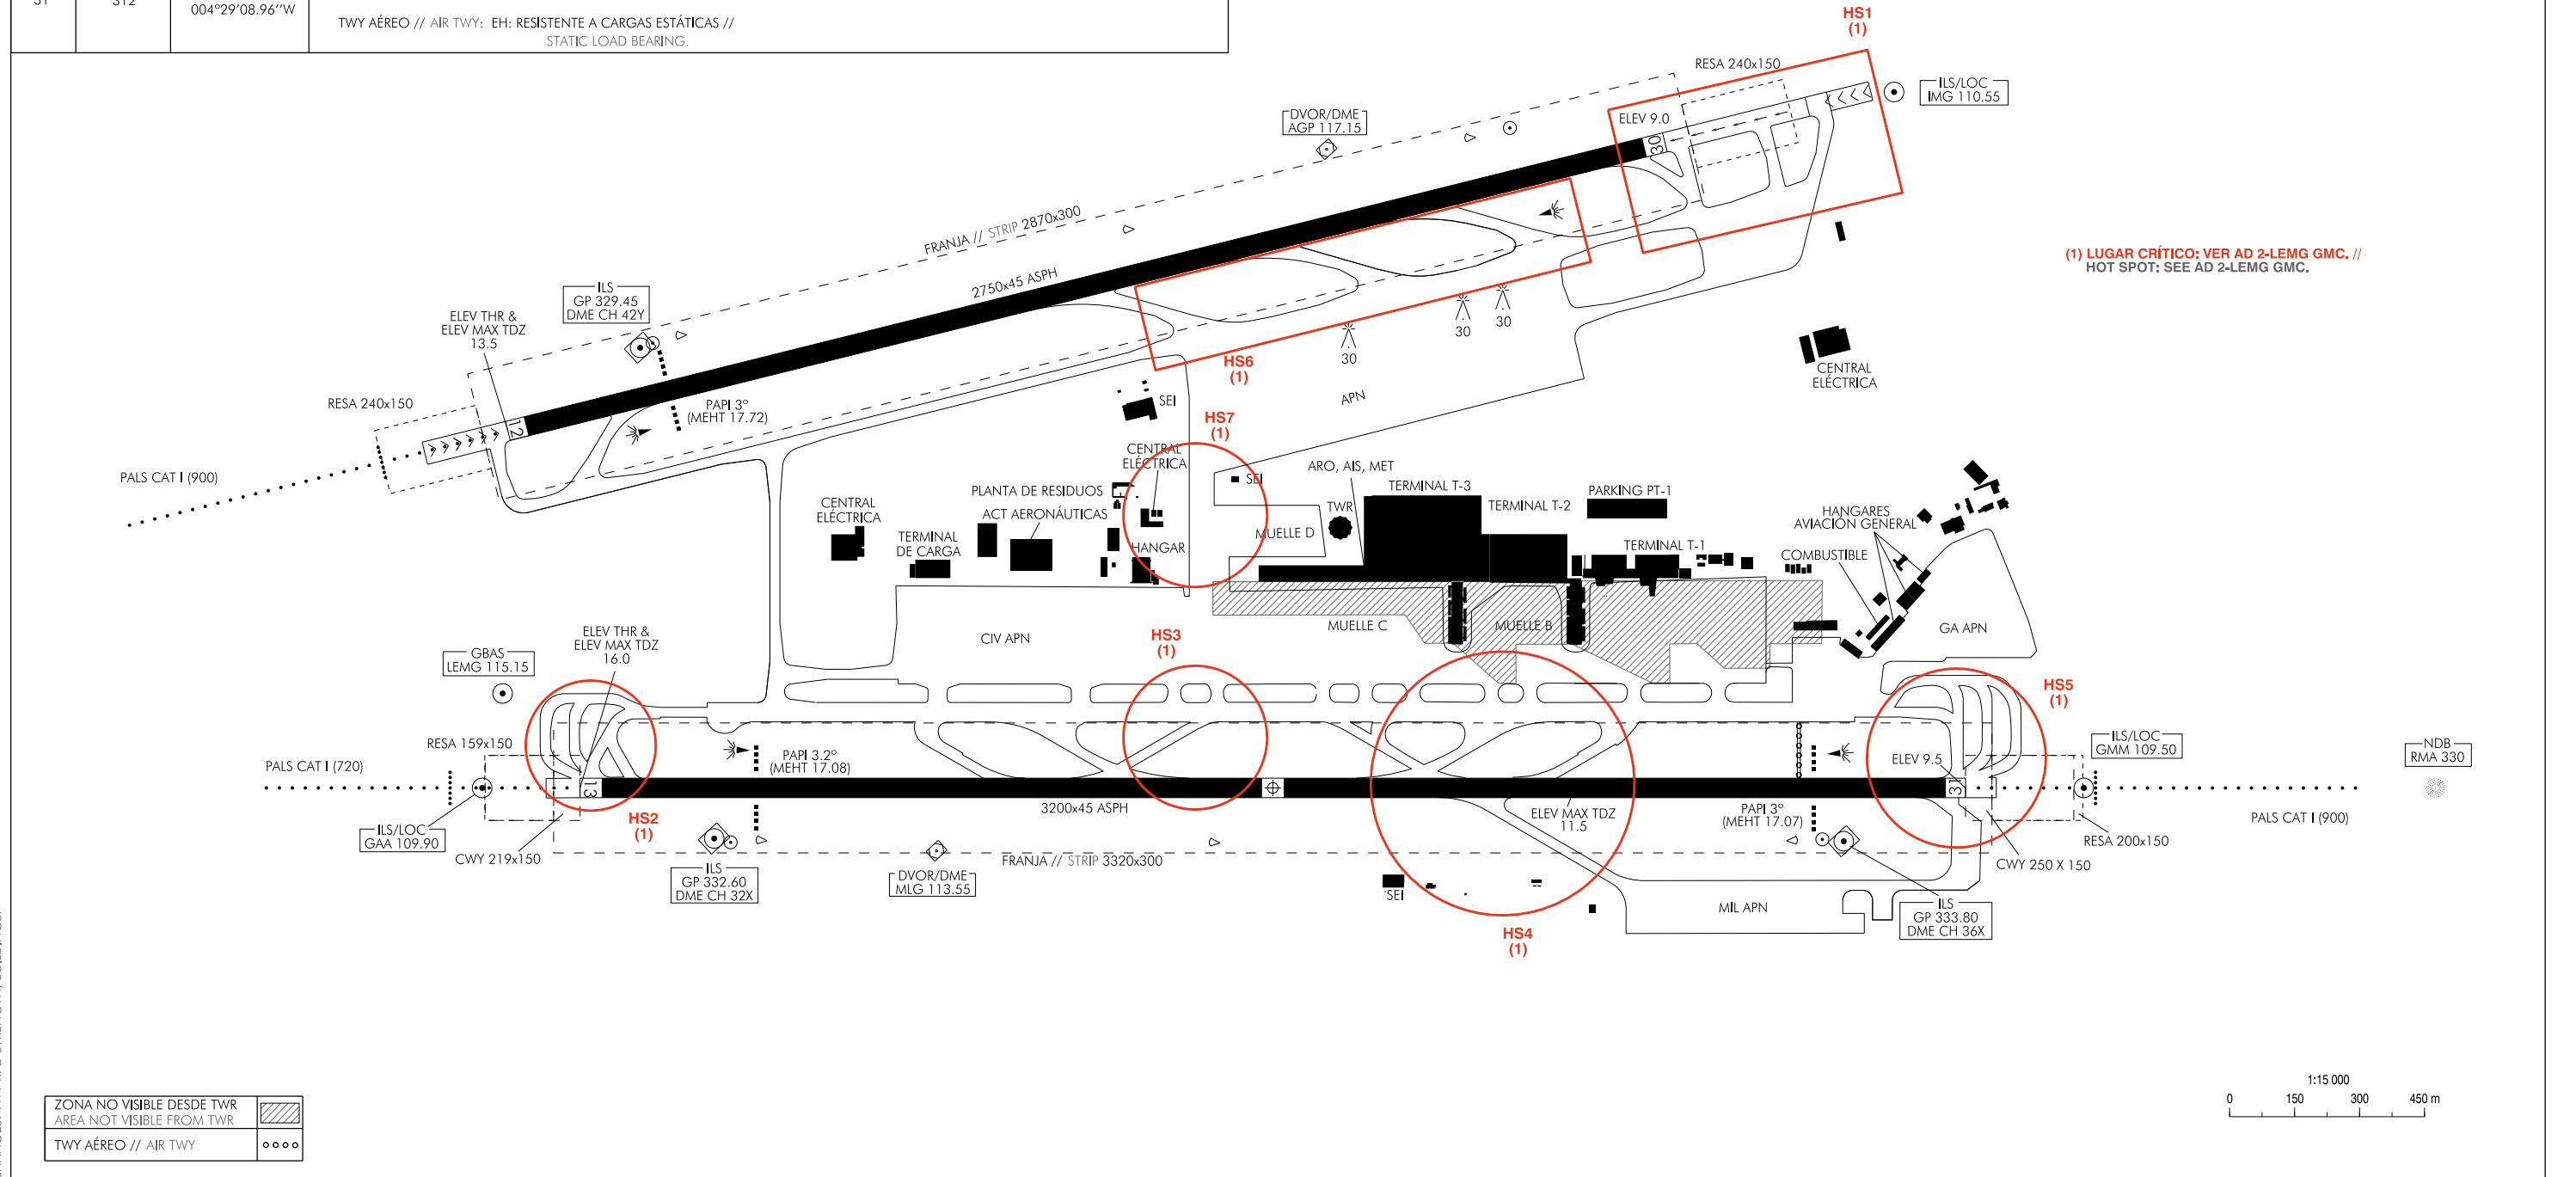 31
312
004°29'08.96''W
TWY AÉREO // AIR TWY: EH: RESISTENTE A CARGAS ESTÁTICAS //
STATIC LOAD BEARING.
HS1
(1)
RESA 240x150
ILS/LOC
IMG 110.55
ELEV 9.0
30
DVOR/DME
AGP 117.15
(1) LUGAR CRÍTICO: VER AD 2-LEMG GMC. //
HOT SPOT: SEE AD 2-LEMG GMC.
FRANJA // STRIP 2870x300
2750x45 ASPH
ILS
GP 329.45
DME CH 42Y
ELEV THR &
ELEV MAX TDZ
13.5
30
30
30
HS6
(1)
CENTRAL
ELÉCTRICA
APN
RESA 240x150
PAPI 3º
(MEHT 17.72)
SEI
12
HS7
(1)
PALS CAT I (900)
CENTRAL
ELÉCTRICA
SEI
ARO, AIS, MET
TERMINAL T-3
PARKING PT-1
PLANTA DE RESIDUOS
ACT AERONÁUTICAS
CENTRAL
ELÉCTRICA
TWR
TERMINAL T-2
HANGARES
AVIACIÓN GENERAL
MUELLE D
TERMINAL
DE CARGA
HANGAR
TERMINAL T-1
COMBUSTIBLE
MUELLE C
MUELLE B
GA APN
CIV APN
ELEV THR &
ELEV MAX TDZ
16.0
HS3
(1)
GBAS
LEMG 115.15
HS5
(1)
RESA 159x150
PALS CAT I (720)
PAPI 3.2º
(MEHT 17.08)
ELEV 9.5
ILS/LOC
GMM 109.50
NDB
RMA 330
13
31
3200x45 ASPH
ELEV MAX TDZ
11.5
PAPI 3º
(MEHT 17.07)
PALS CAT I (900)
HS2
(1)
ILS/LOC
GAA 109.90
RESA 200x150
CWY 219x150
FRANJA // STRIP 3320x300
CWY 250 X 150
ILS
GP 332.60
DME CH 32X
DVOR/DME
MLG 113.55
SEI
MIL APN
ILS
GP 333.80
DME CH 36X
HS4
(1)
ZONA NO VISIBLE DESDE TWR
AREA NOT VISIBLE FROM TWR
TWY AÉREO // AIR TWY
1:15 000
0 150 300 450 m